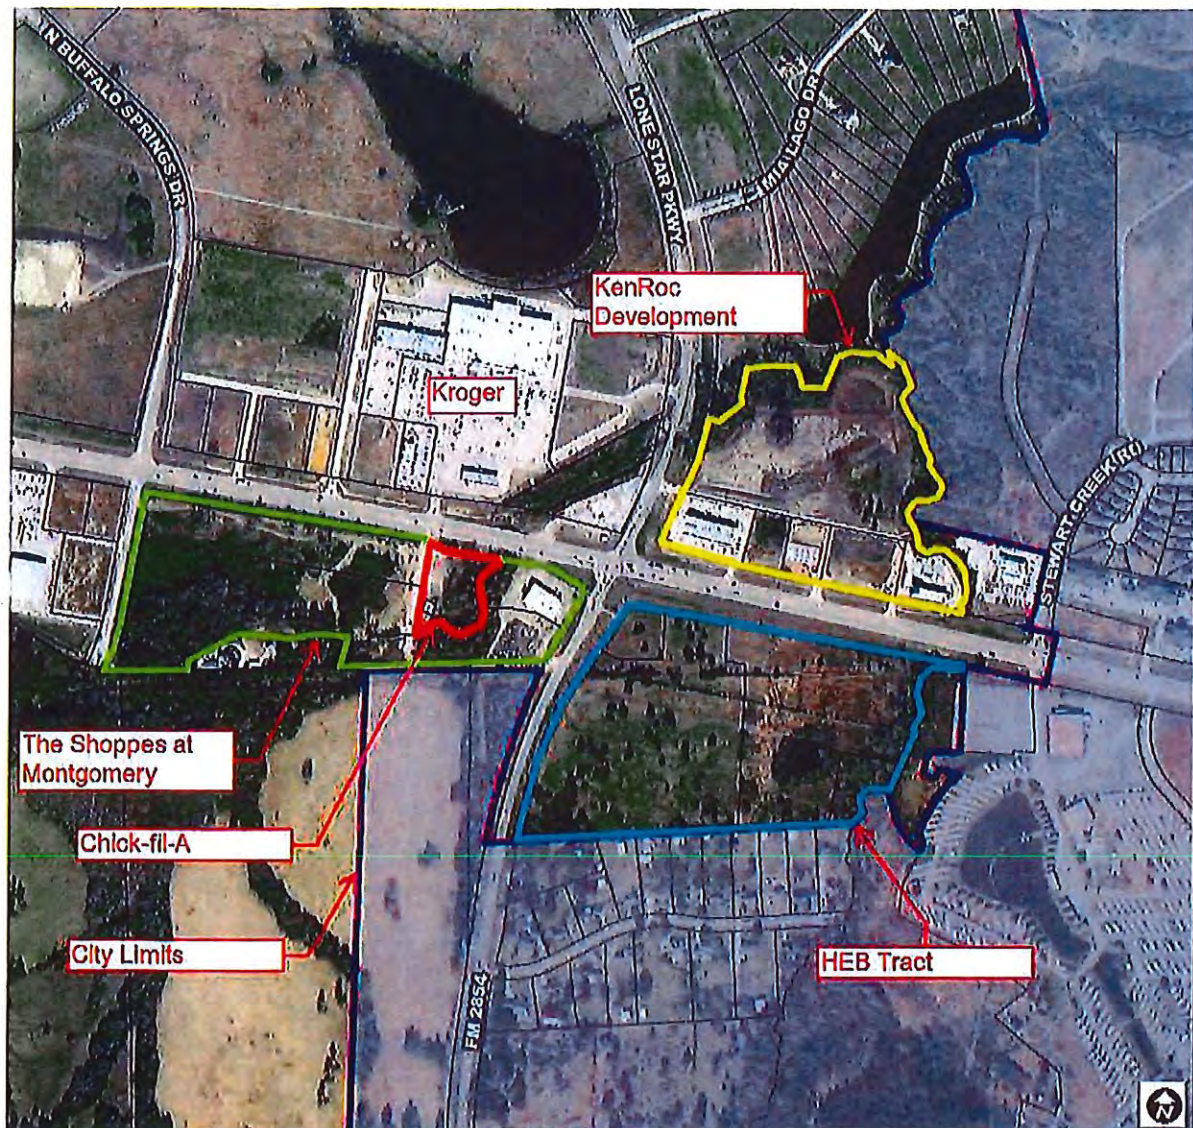 N BUFFALO SPRINGS DR
LONE STAR PKWY
MIA LAGO DR
KenRoc
Development
Kroger
STEWART CREEK RD
The Shoppes at
Montgomery
Chick-fil-A
City Limits
HEB Tract
FM 2854
N